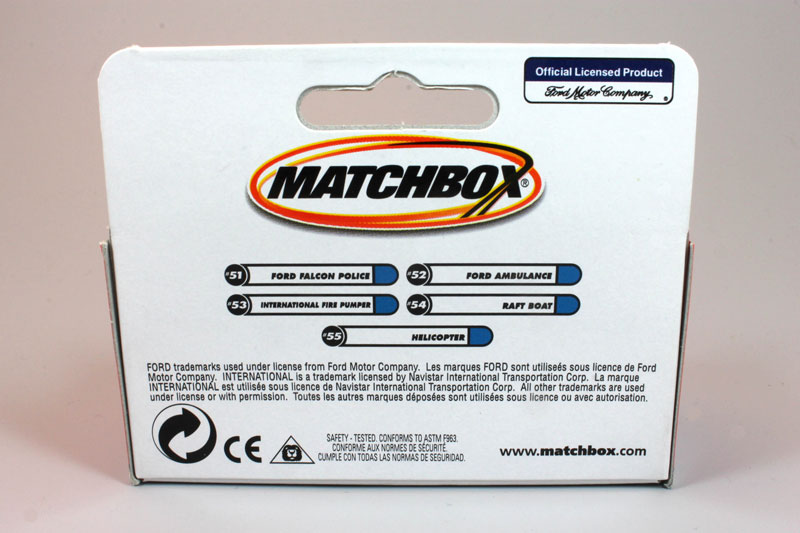 Official Licensed Product
Ford Motor Company
MATCHBOX®
#51 FORD FALCON POLICE
#52 FORD AMBULANCE
#53 INTERNATIONAL FIRE PUMPER
#54 RAFT BOAT
#55 HELICOPTER
FORD trademarks used under license from Ford Motor Company. Les marques FORD sont utilisés sous licence de Ford
Motor Company. INTERNATIONAL is a trademark licensed by Navistar International Transportation Corp. La marque
INTERNATIONAL est utilisée sous licence de Navistar International Transportation Corp. All other trademarks are used
under license or with permission. Toutes les autres marques déposées sont utilisées sous licence ou avec autorisation.
CE
SAFETY - TESTED. CONFORMS TO ASTM F963.
CONFORME AUX NORMES DE SÉCURITÉ.
CUMPLE CON TODAS LAS NORMAS DE SEGURIDAD.
www.matchbox.com